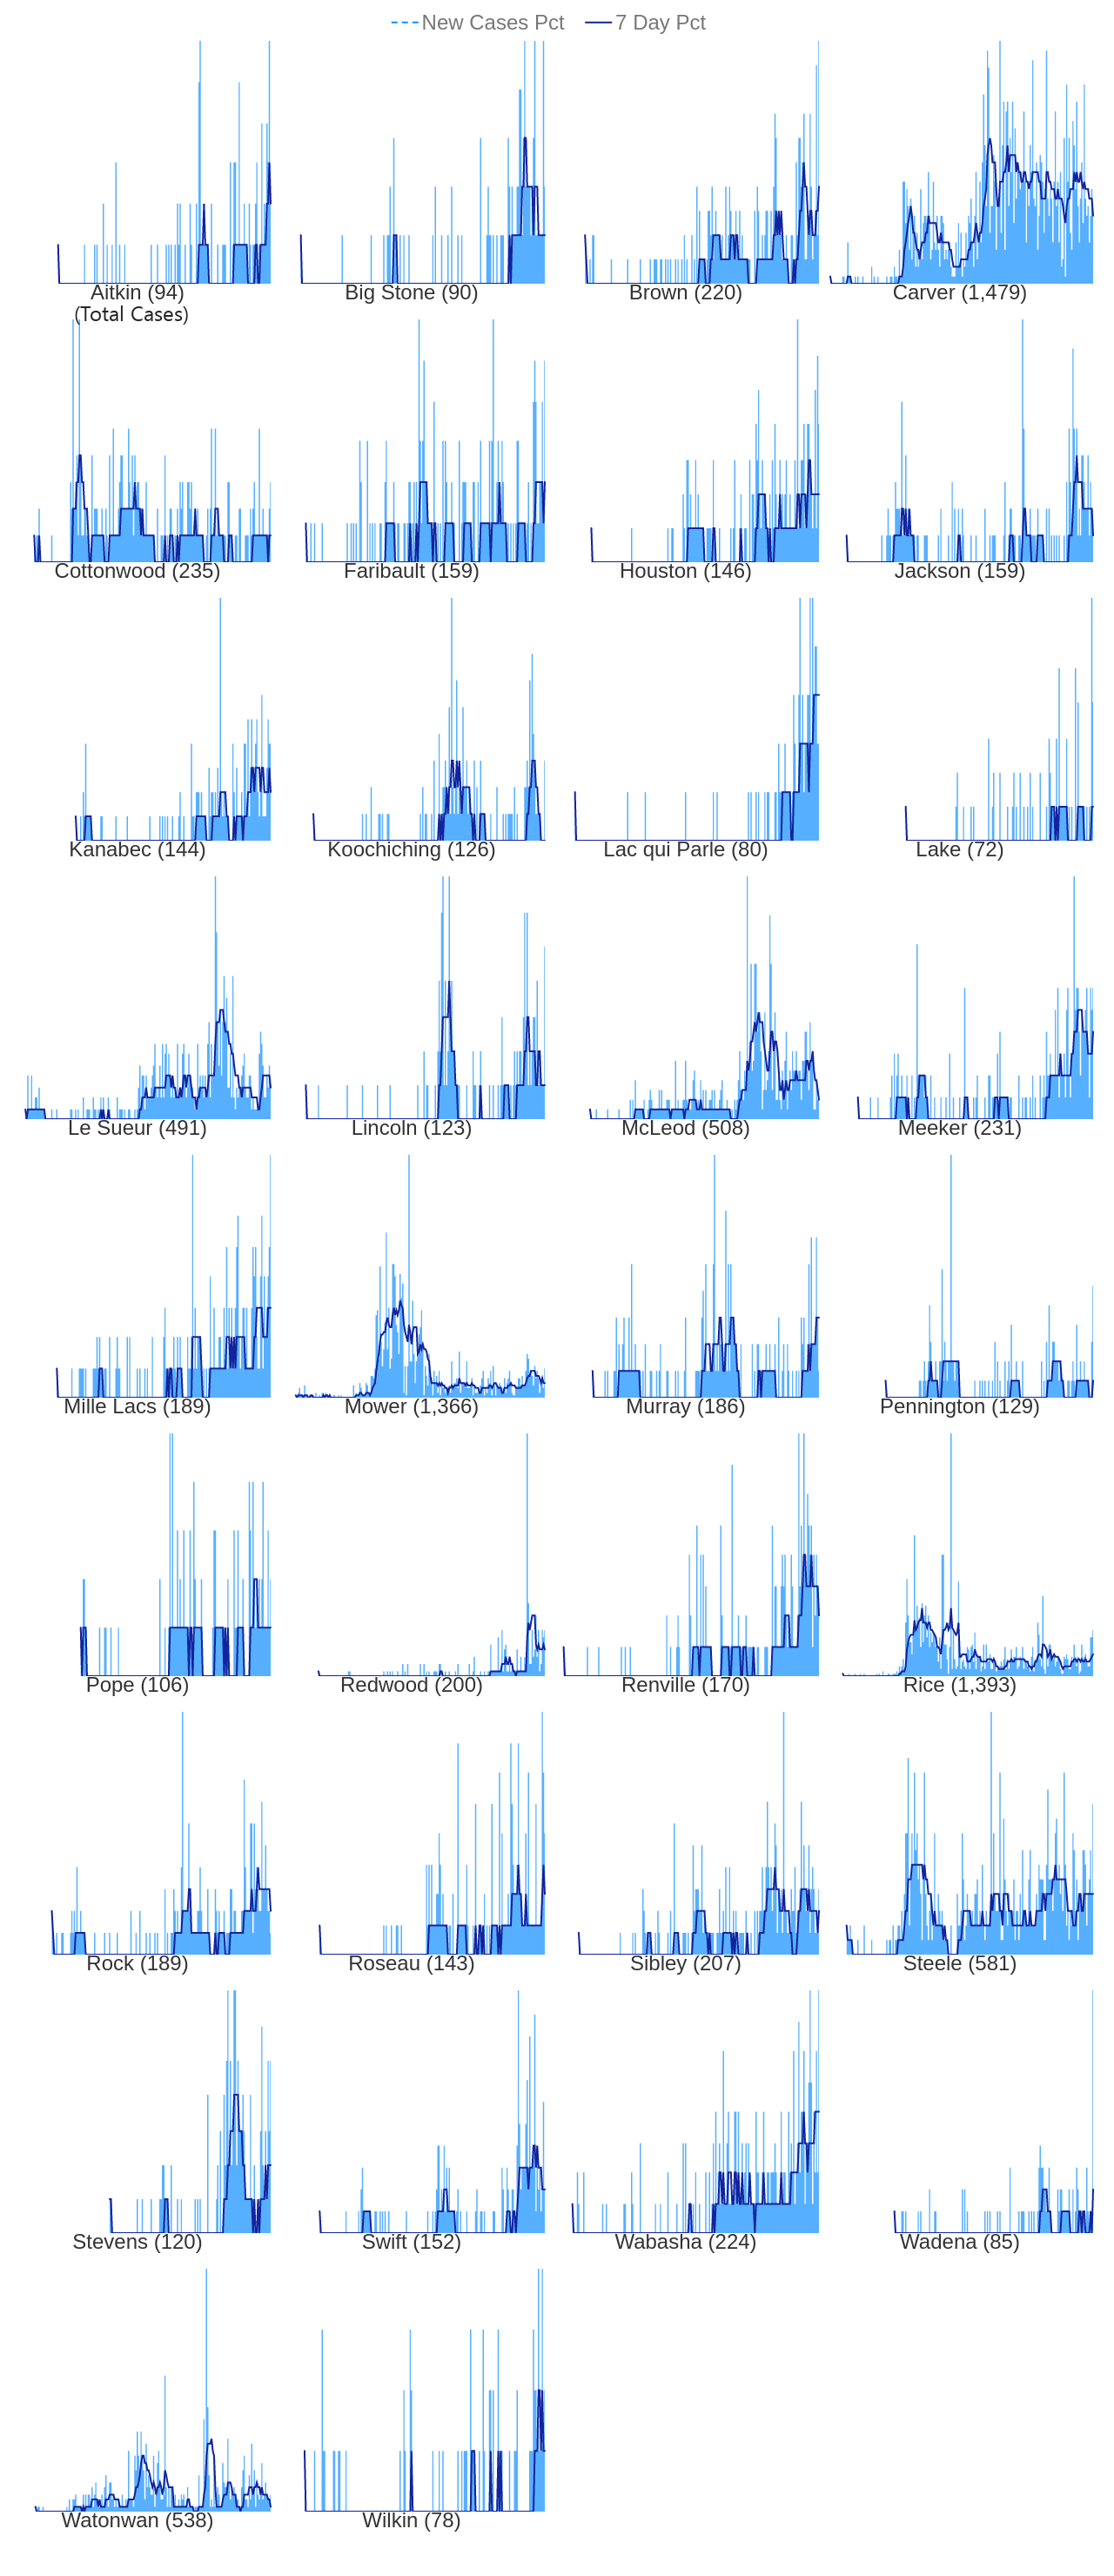 New Cases Pct 7 Day Pct
Aitkin (94) Big Stone (90) Brown (220) Carver (1,479)
(Total Cases)
Cottonwood (235) Faribault (159) Houston (146) Jackson (159)
Kanabec (144) Koochiching (126) Lac qui Parle (80) Lake (72)
Le Sueur (491) Lincoln (123) McLeod (508) Meeker (231)
Mille Lacs (189) Mower (1,366) Murray (186) Pennington (129)
Pope (106) Redwood (200) Renville (170) Rice (1,393)
Rock (189) Roseau (143) Sibley (207) Steele (581)
Stevens (120) Swift (152) Wabasha (224) Wadena (85)
Watonwan (538) Wilkin (78)